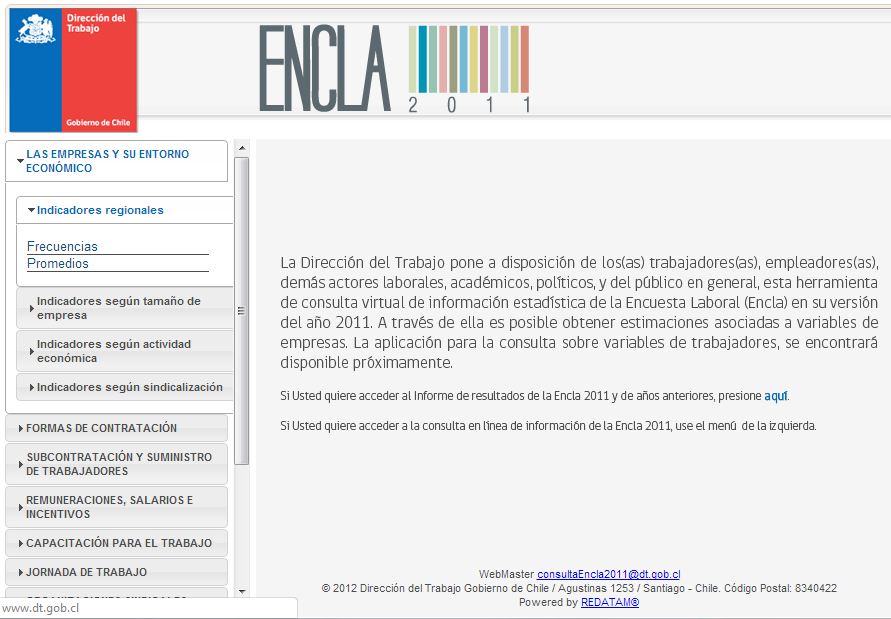 Dirección del
Trabajo
Gobierno de Chile
ENCLA
2 0 1 1
LAS EMPRESAS Y SU ENTORNO
ECONÓMICO
Indicadores regionales
Frecuencias
Promedios
Indicadores según tamaño de
empresa
Indicadores según actividad
económica
Indicadores según sindicalización
FORMAS DE CONTRATACIÓN
SUBCONTRATACIÓN Y SUMINISTRO
DE TRABAJADORES
REMUNERACIONES, SALARIOS E
INCENTIVOS
CAPACITACIÓN PARA EL TRABAJO
JORNADA DE TRABAJO
ORGANIZACIONES SINDICALES
www.dt.gob.cl
La Dirección del Trabajo pone a disposición de los(as) trabajadores(as), empleadores(as),
demás actores laborales, académicos, políticos, y del público en general, esta herramienta
de consulta virtual de información estadística de la Encuesta Laboral (Encla) en su versión
del año 2011. A través de ella es posible obtener estimaciones asociadas a variables de
empresas. La aplicación para la consulta sobre variables de trabajadores, se encontrará
disponible próximamente.
Si Usted quiere acceder al Informe de resultados de la Encla 2011 y de años anteriores, presione aquí.
Si Usted quiere acceder a la consulta en línea de información de la Encla 2011, use el menú de la izquierda.
WebMaster consultaEncla2011@dt.gob.cl
© 2012 Dirección del Trabajo Gobierno de Chile / Agustinas 1253 / Santiago - Chile. Código Postal: 8340422
Powered by REDATAM®